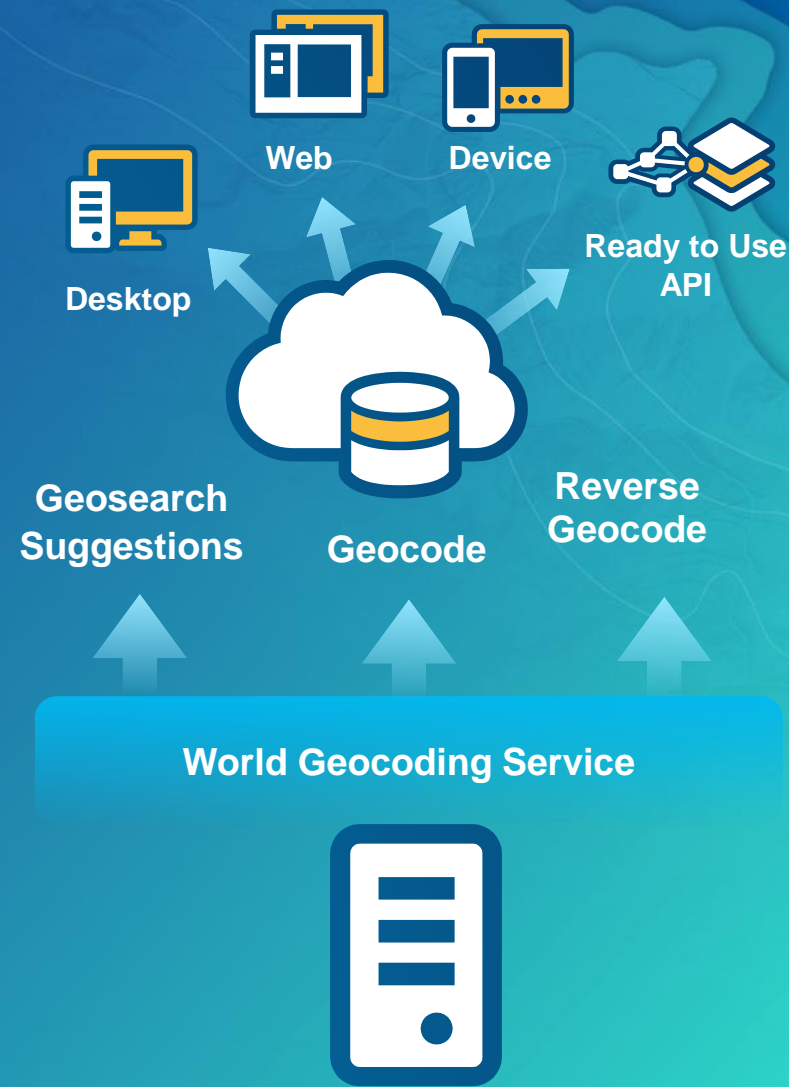 Web
Device
Desktop
Ready to Use
API
Geosearch
Suggestions
Geocode
Reverse
Geocode
World Geocoding Service